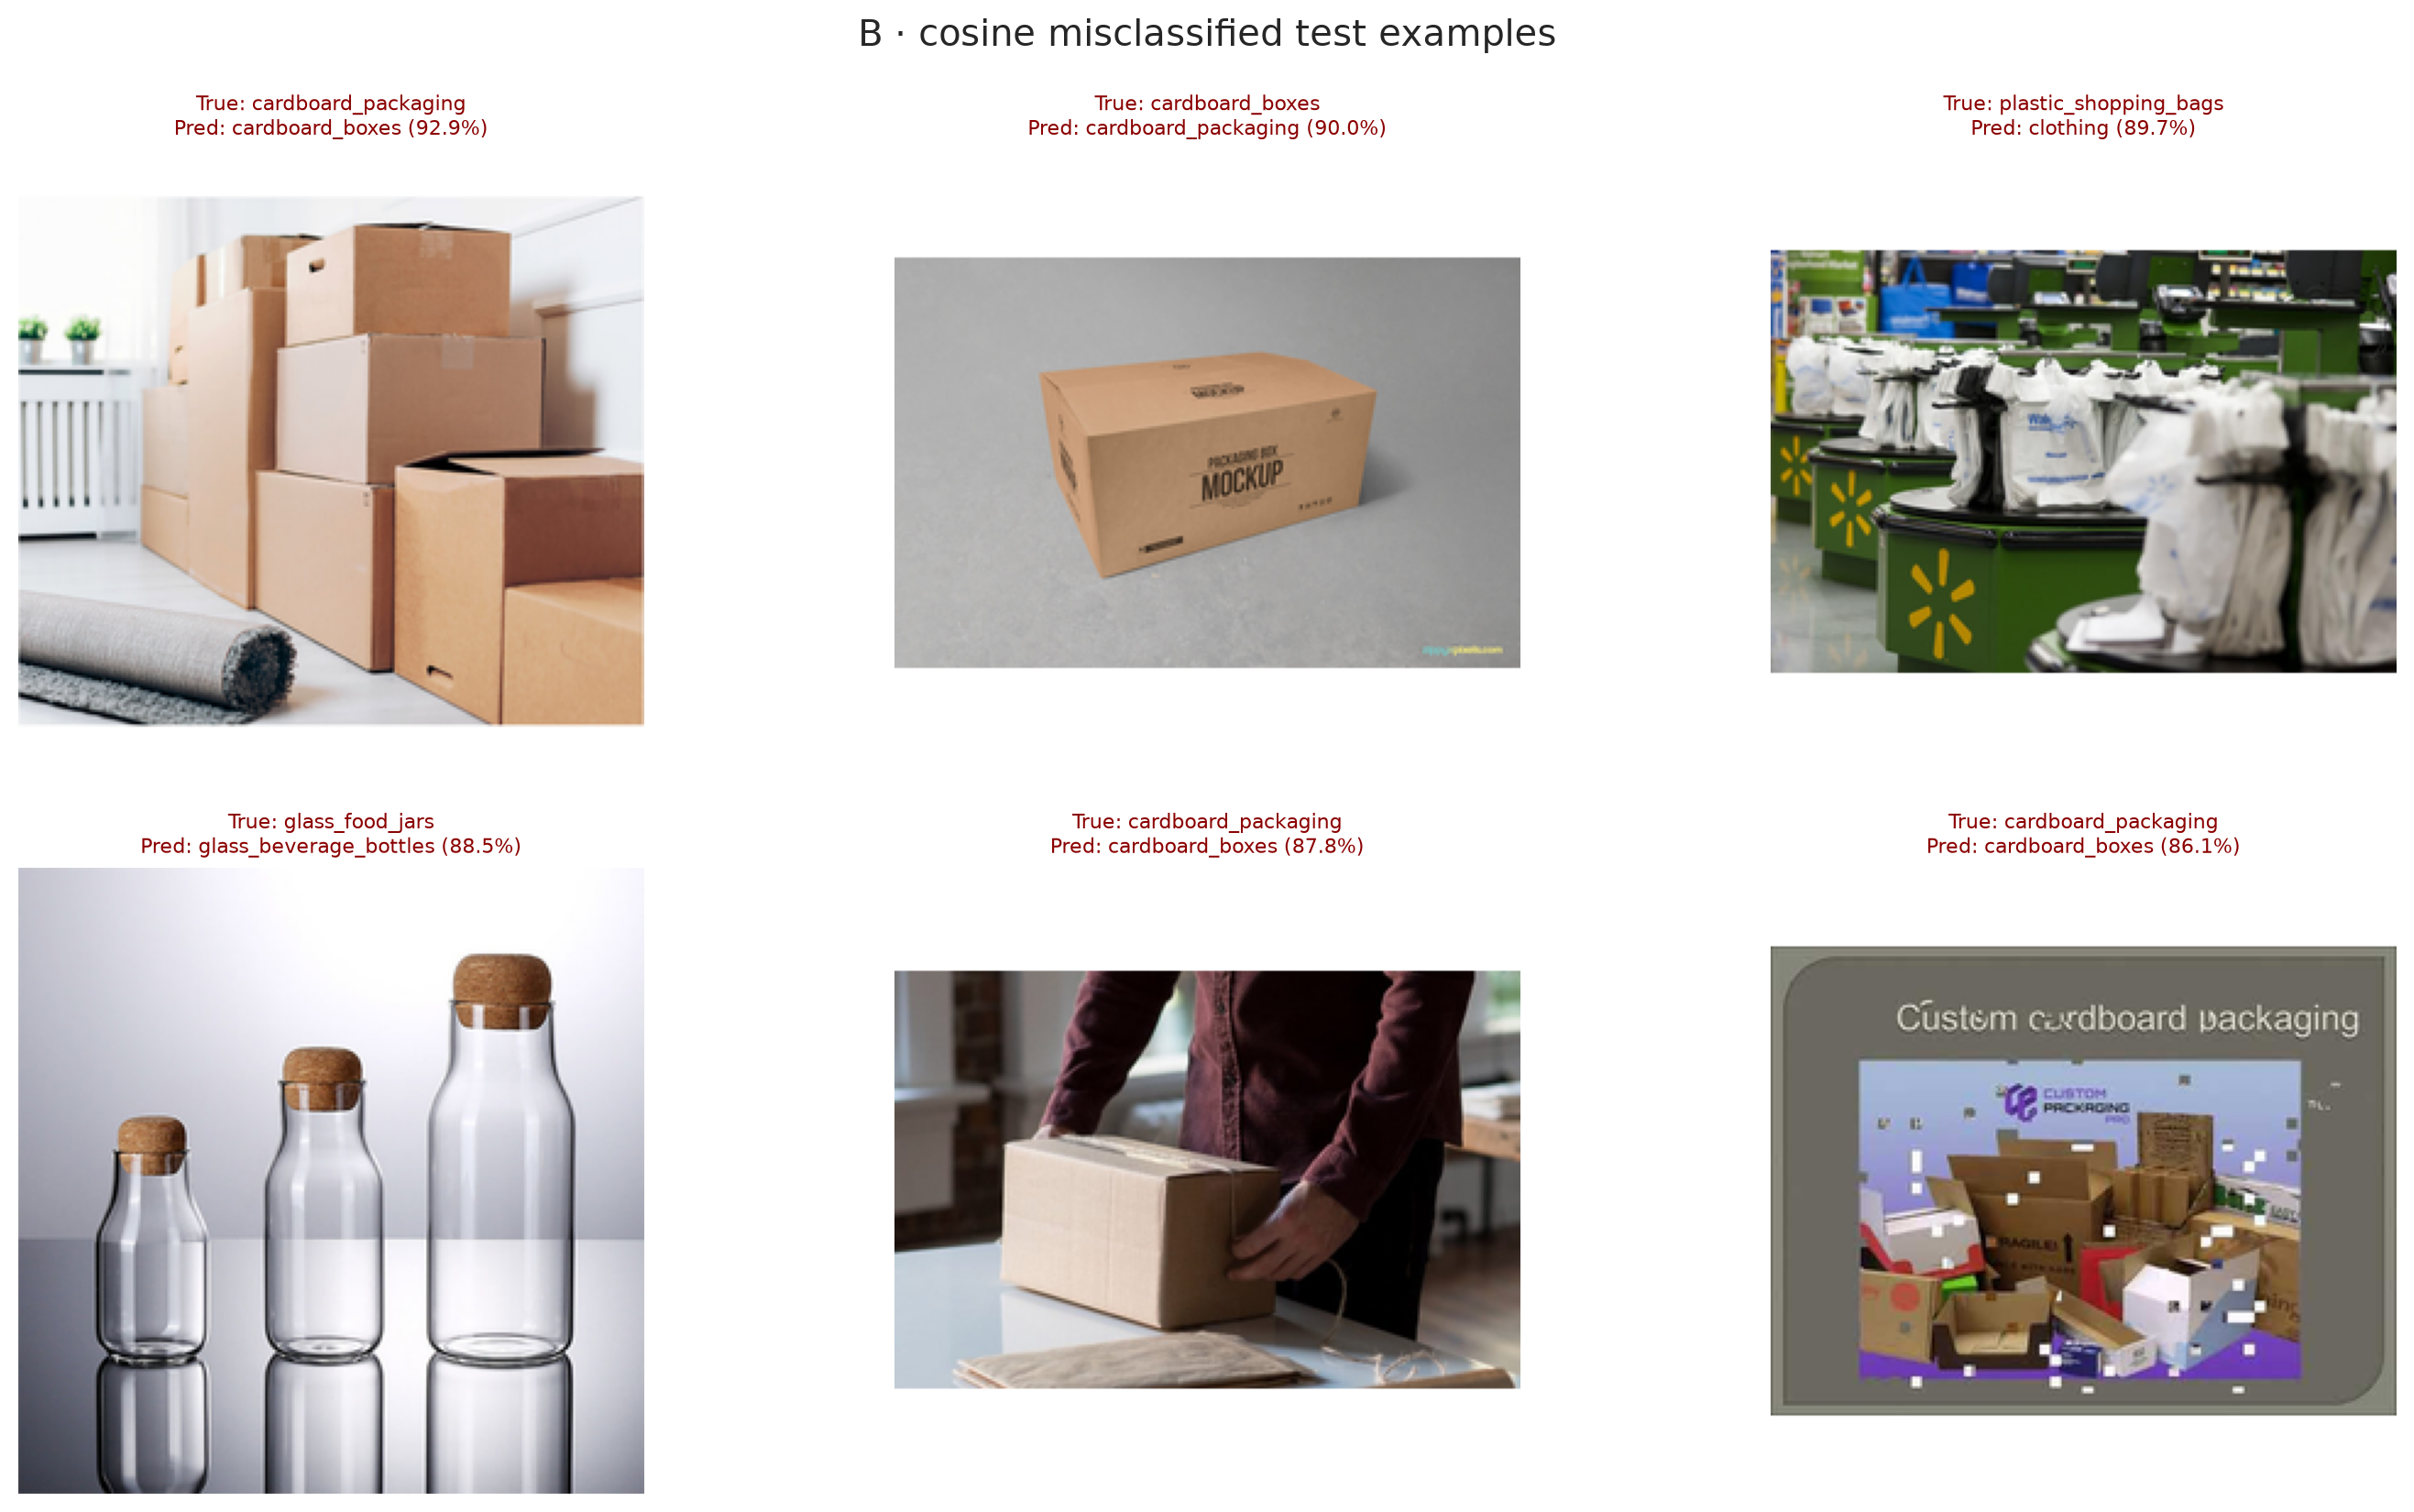 B · cosine misclassified test examples
True: cardboard_packaging
Pred: cardboard_boxes (92.9%)
True: cardboard_boxes
Pred: cardboard_packaging (90.0%)
True: plastic_shopping_bags
Pred: clothing (89.7%)
PACKAGING BOX
MOCKUP
True: glass_food_jars
Pred: glass_beverage_bottles (88.5%)
True: cardboard_packaging
Pred: cardboard_boxes (87.8%)
True: cardboard_packaging
Pred: cardboard_boxes (86.1%)
Custom cardboard packaging
CUSTOM
PACKAGING
PRO
FRAGILE!